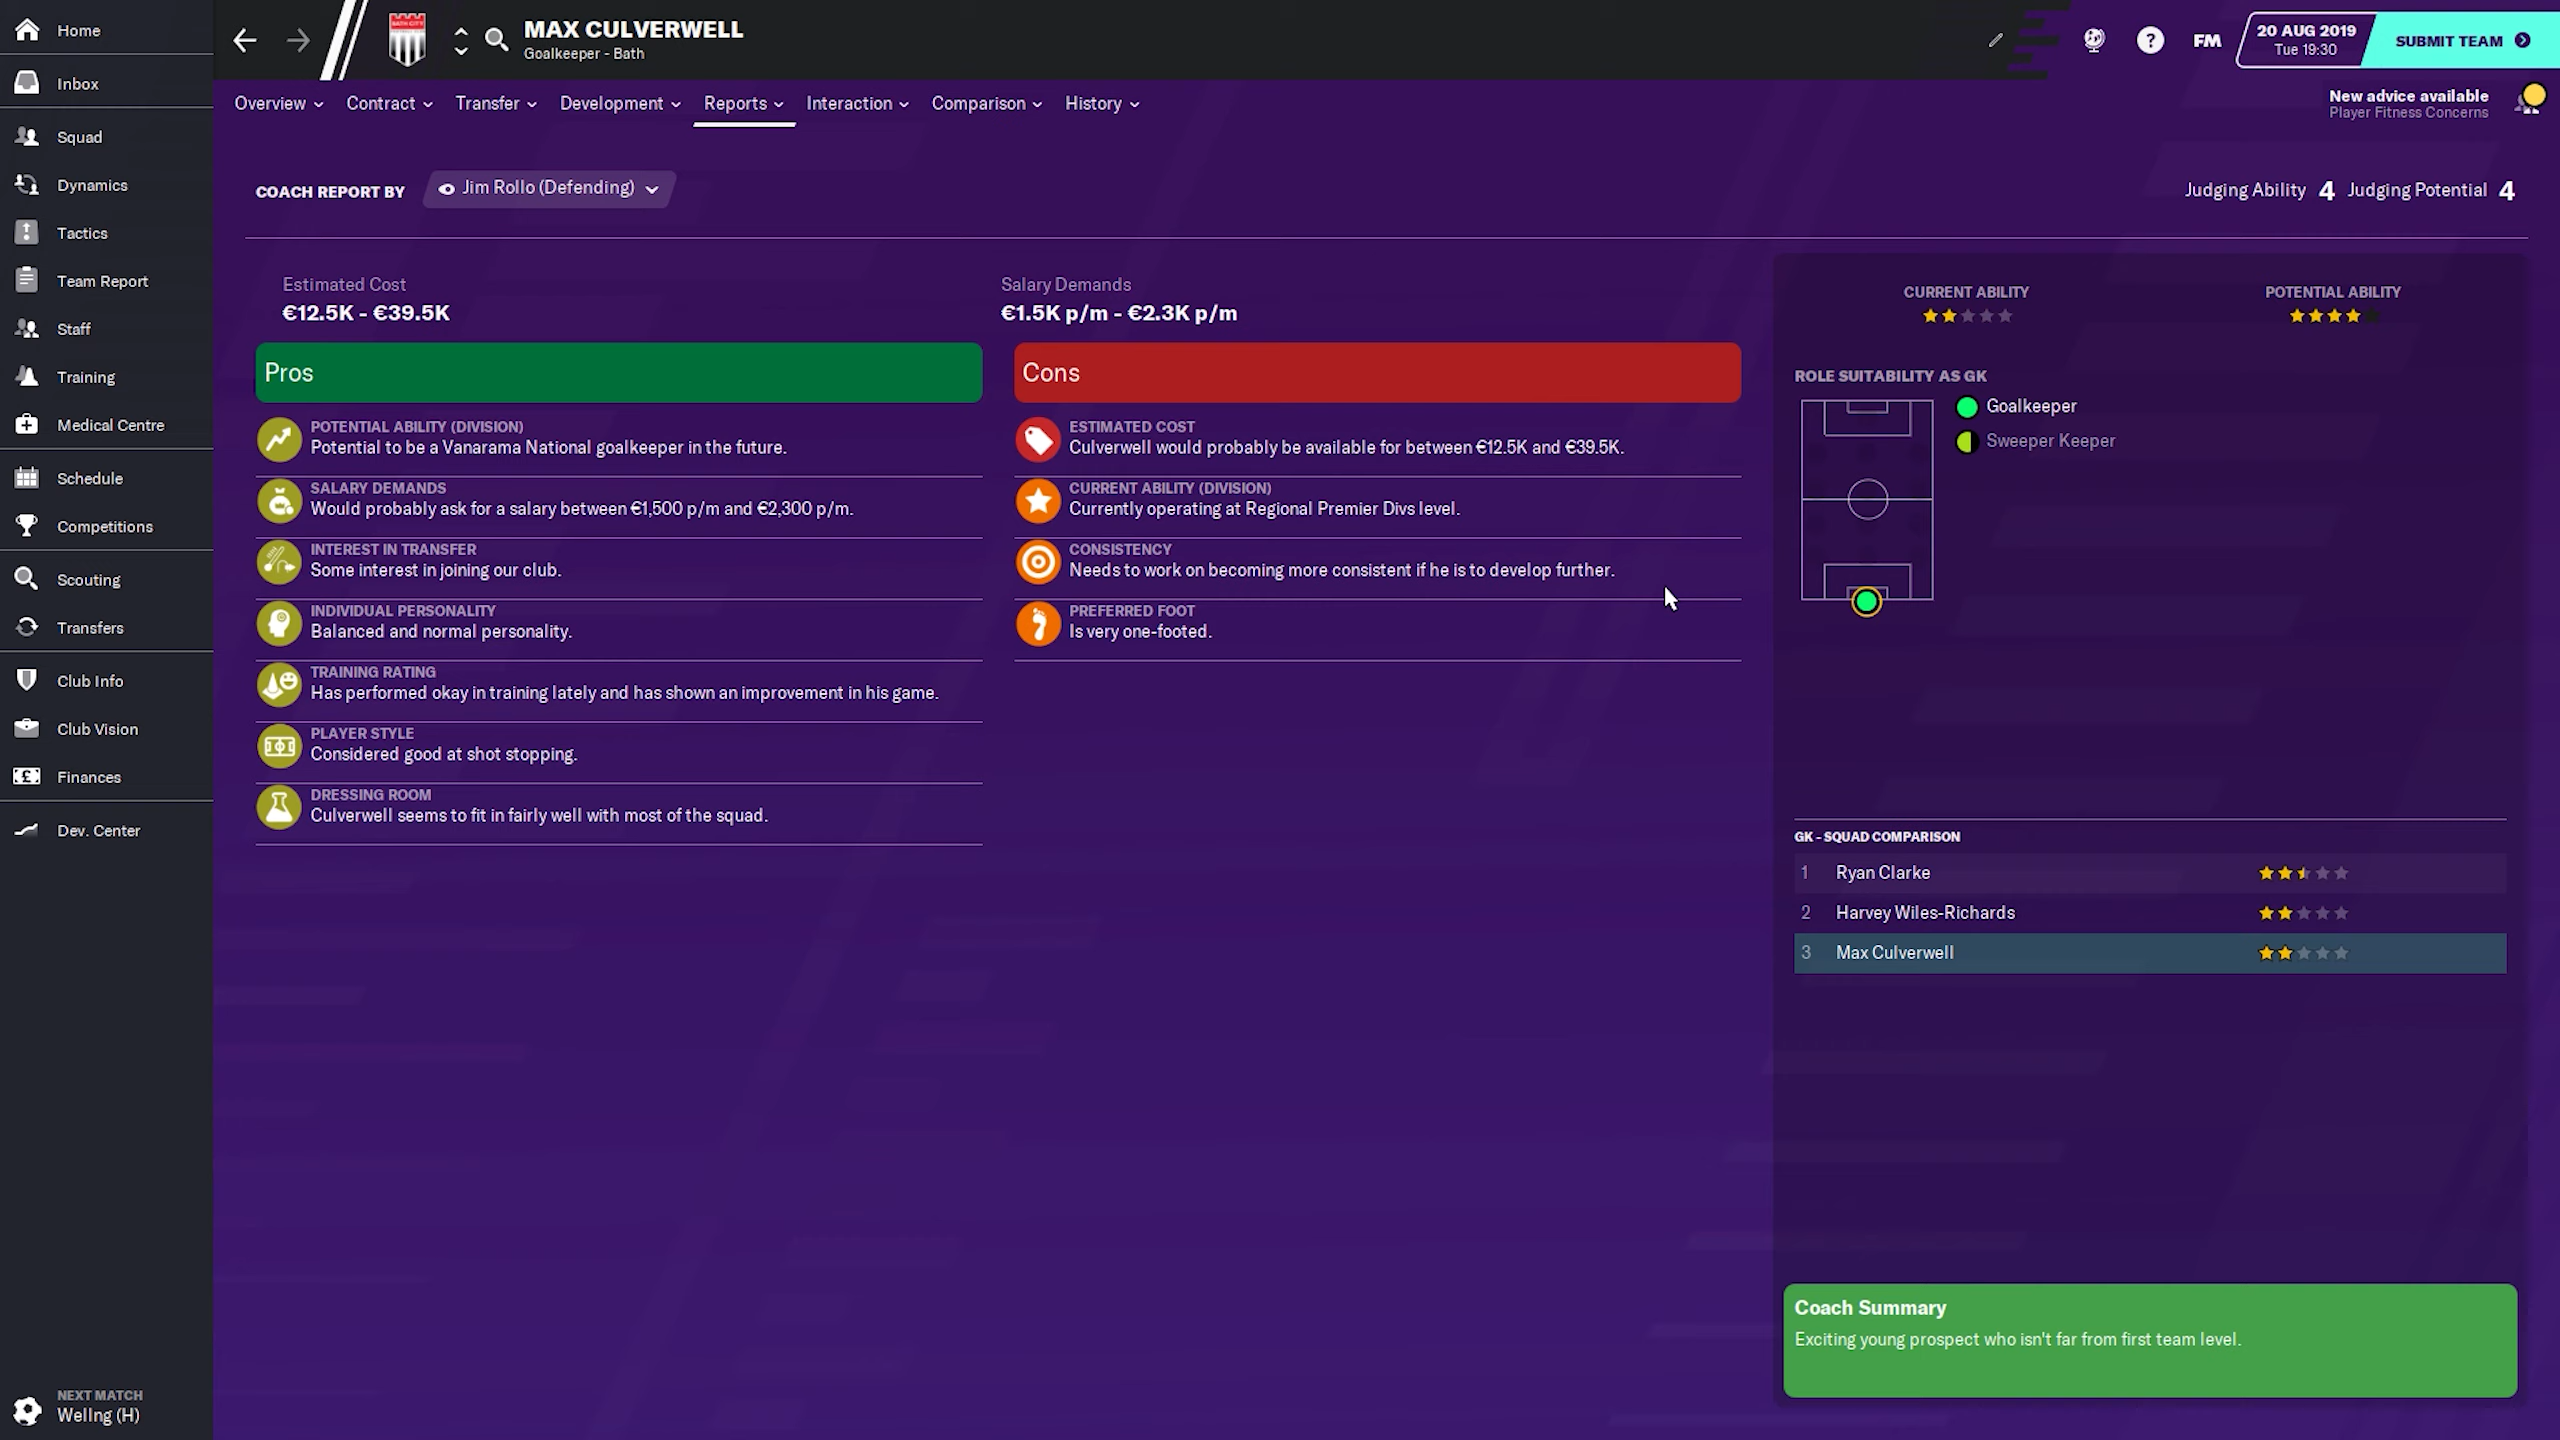 Home
Inbox
Squad
Dynamics
Tactics
Team Report
Staff
Training
Medical Centre
Schedule
Competitions
Scouting
Transfers
Club Info
Club Vision
Finances
Dev. Center
NEXT MATCH
Wellng (H)
BATH CITY
MAX CULVERWELL
Goalkeeper - Bath
?
FM
20 AUG 2019
Tue 19:30
SUBMIT TEAM
Overview
Contract
Transfer
Development
Reports
Interaction
Comparison
History
New advice available
Player Fitness Concerns
COACH REPORT BY
Jim Rollo (Defending)
Judging Ability 4 Judging Potential 4
Estimated Cost
€12.5K - €39.5K
Salary Demands
€1.5K p/m - €2.3K p/m
Pros
POTENTIAL ABILITY (DIVISION)
Potential to be a Vanarama National goalkeeper in the future.
SALARY DEMANDS
Would probably ask for a salary between €1,500 p/m and €2,300 p/m.
INTEREST IN TRANSFER
Some interest in joining our club.
INDIVIDUAL PERSONALITY
Balanced and normal personality.
TRAINING RATING
Has performed okay in training lately and has shown an improvement in his game.
PLAYER STYLE
Considered good at shot stopping.
DRESSING ROOM
Culverwell seems to fit in fairly well with most of the squad.
Cons
ESTIMATED COST
Culverwell would probably be available for between €12.5K and €39.5K.
CURRENT ABILITY (DIVISION)
Currently operating at Regional Premier Divs level.
CONSISTENCY
Needs to work on becoming more consistent if he is to develop further.
PREFERRED FOOT
Is very one-footed.
CURRENT ABILITY
POTENTIAL ABILITY
ROLE SUITABILITY AS GK
Goalkeeper
Sweeper Keeper
GK - SQUAD COMPARISON
1 Ryan Clarke
2 Harvey Wiles-Richards
3 Max Culverwell
Coach Summary
Exciting young prospect who isn't far from first team level.